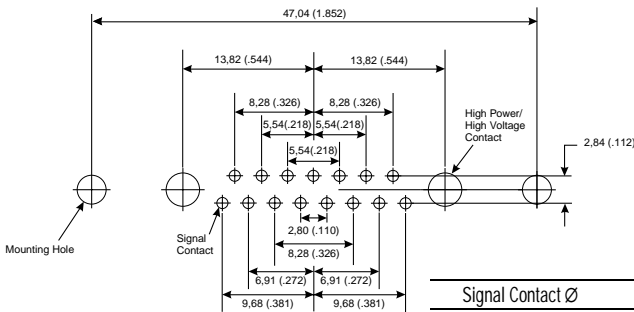 47,04 (1.852)
13,82 (.544)
13,82 (.544)
8,28 (.326)
8,28 (.326)
5,54(.218)
5,54(.218)
5,54(.218)
High Power/
High Voltage
Contact
2,84 (.112)
Mounting Hole
Signal
Contact
2,80 (.110)
8,28 (.326)
6,91 (.272)
6,91 (.272)
9,68 (.381)
9,68 (.381)
Signal Contact Ø